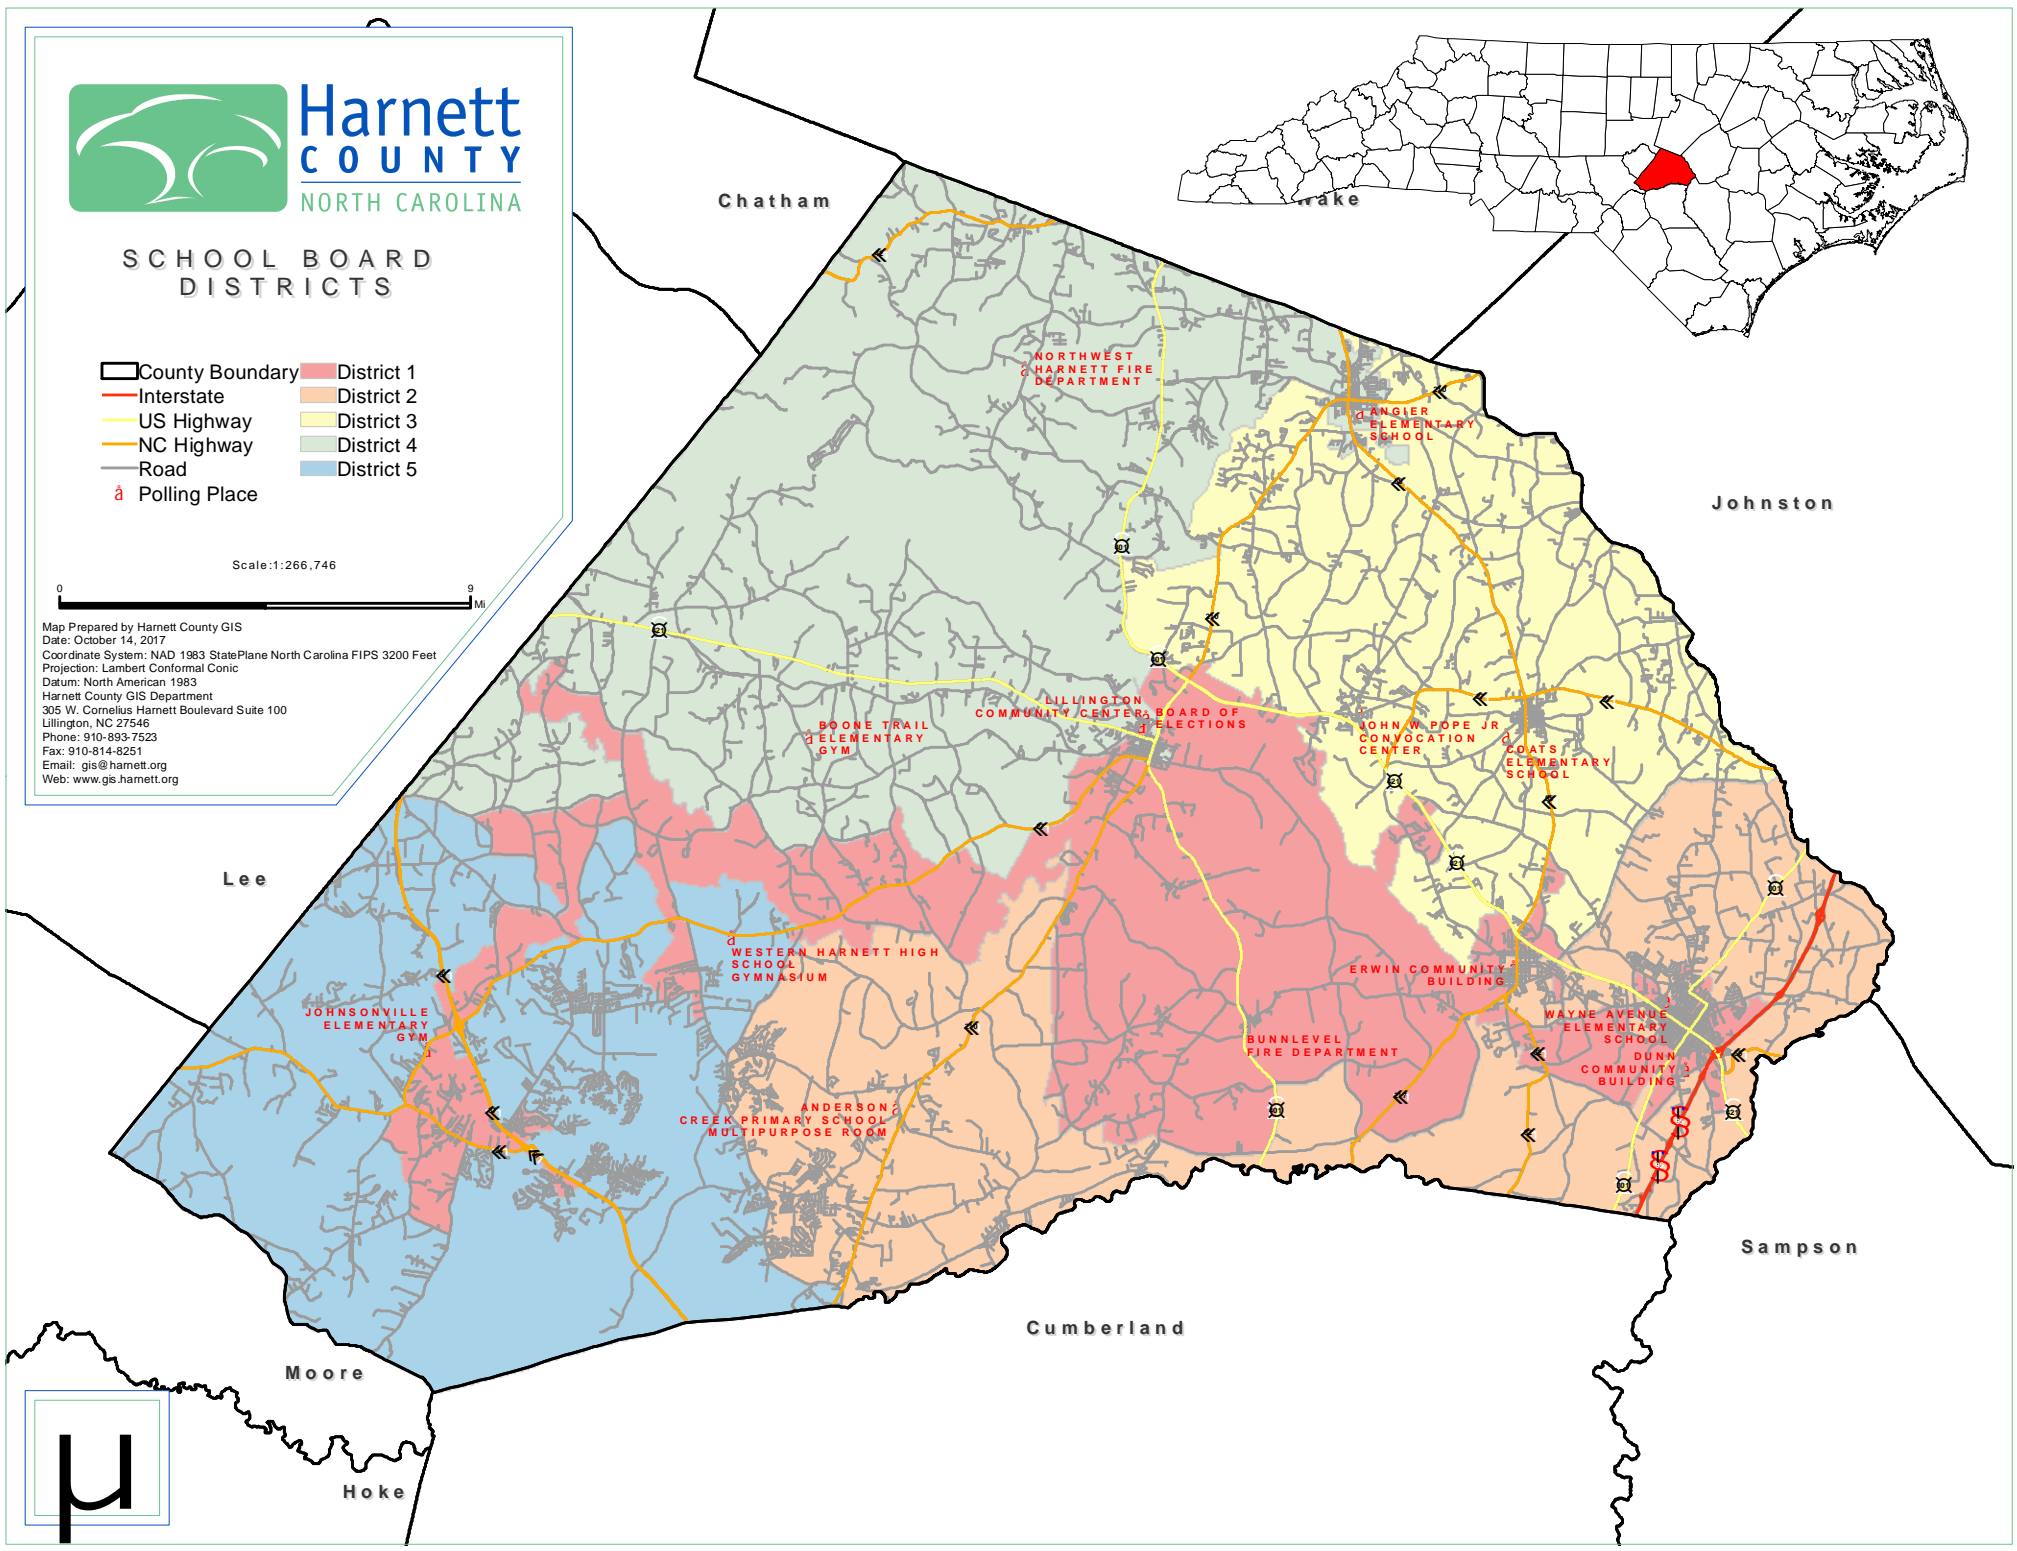 Harnett
COUNTY
NORTH CAROLINA
SCHOOL BOARD
DISTRICTS
County Boundary
Interstate
US Highway
NC Highway
Road
å Polling Place
District 1
District 2
District 3
District 4
District 5
Scale:1:266,746
0 9
Mi
Map Prepared by Harnett County GIS
Date: October 14, 2017
Coordinate System: NAD 1983 StatePlane North Carolina FIPS 3200 Feet
Projection: Lambert Conformal Conic
Datum: North American 1983
Harnett County GIS Department
305 W. Cornelius Harnett Boulevard Suite 100
Lillington, NC 27546
Phone: 910-893-7523
Fax: 910-814-8251
Email: gis@harnett.org
Web: www.gis.harnett.org
Chatham
Wake
Johnston
Lee
Sampson
Cumberland
Moore
Hoke
NORTHWEST
HARNETT FIRE
DEPARTMENT
ANGIER
ELEMENTARY
SCHOOL
LILLINGTON
COMMUNITY CENTER
BOARD OF
ELECTIONS
BOONE TRAIL
ELEMENTARY
GYM
JOHN W POPE JR
CONVOCATION
CENTER
COATS
ELEMENTARY
SCHOOL
WESTERN HARNETT HIGH
SCHOOL
GYMNASIUM
ERWIN COMMUNITY
BUILDING
JOHNSONVILLE
ELEMENTARY
GYM
WAYNE AVENUE
ELEMENTARY
SCHOOL
BUNNLEVEL
FIRE DEPARTMENT
DUNN
COMMUNITY
BUILDING
ANDERSON
CREEK PRIMARY SCHOOL
MULTIPURPOSE ROOM
µ